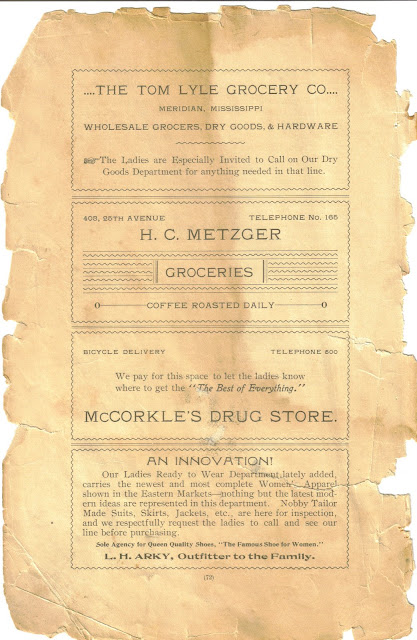 ....THE TOM LYLE GROCERY CO....
MERIDIAN, MISSISSIPPI
WHOLESALE GROCERS, DRY GOODS, & HARDWARE
☞The Ladies are Especially Invited to Call on Our Dry
Goods Department for anything needed in that line.
409, 25TH AVENUE TELEPHONE No. 165
H. C. METZGER
GROCERIES
COFFEE ROASTED DAILY
BICYCLE DELIVERY TELEPHONE 800
We pay for this space to let the ladies know
where to get the "The Best of Everything."
McCORKLE'S DRUG STORE.
AN INNOVATION!
Our Ladies Ready to Wear Department lately added,
carries the newest and most complete Women's Apparel
shown in the Eastern Markets—nothing but the latest mod-
ern ideas are represented in this department. Nobby Tailor
Made Suits, Skirts, Jackets, etc., are here for inspection,
and we respectfully request the ladies to call and see our
line before purchasing.
Sole Agency for Queen Quality Shoes, "The Famous Shoe for Women."
L. H. ARKY, Outfitter to the Family.
(72)